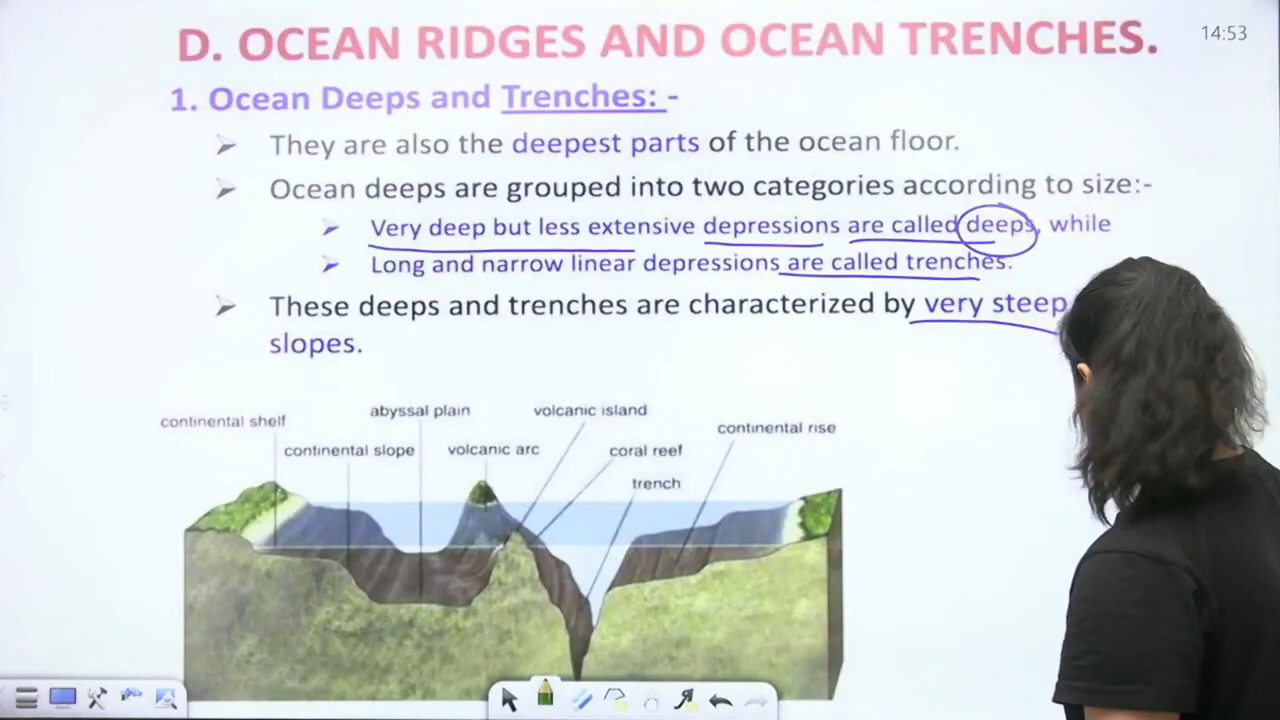 D. OCEAN RIDGES AND OCEAN TRENCHES.
14:53
1. Ocean Deeps and Trenches: -
They are also the deepest parts of the ocean floor.
Ocean deeps are grouped into two categories according to size:-
Very deep but less extensive depressions are called deeps, while
Long and narrow linear depressions are called trenches.
These deeps and trenches are characterized by very steep
slopes.
continental shelf
abyssal plain
volcanic island
continental rise
continental slope
volcanic arc
coral reef
trench